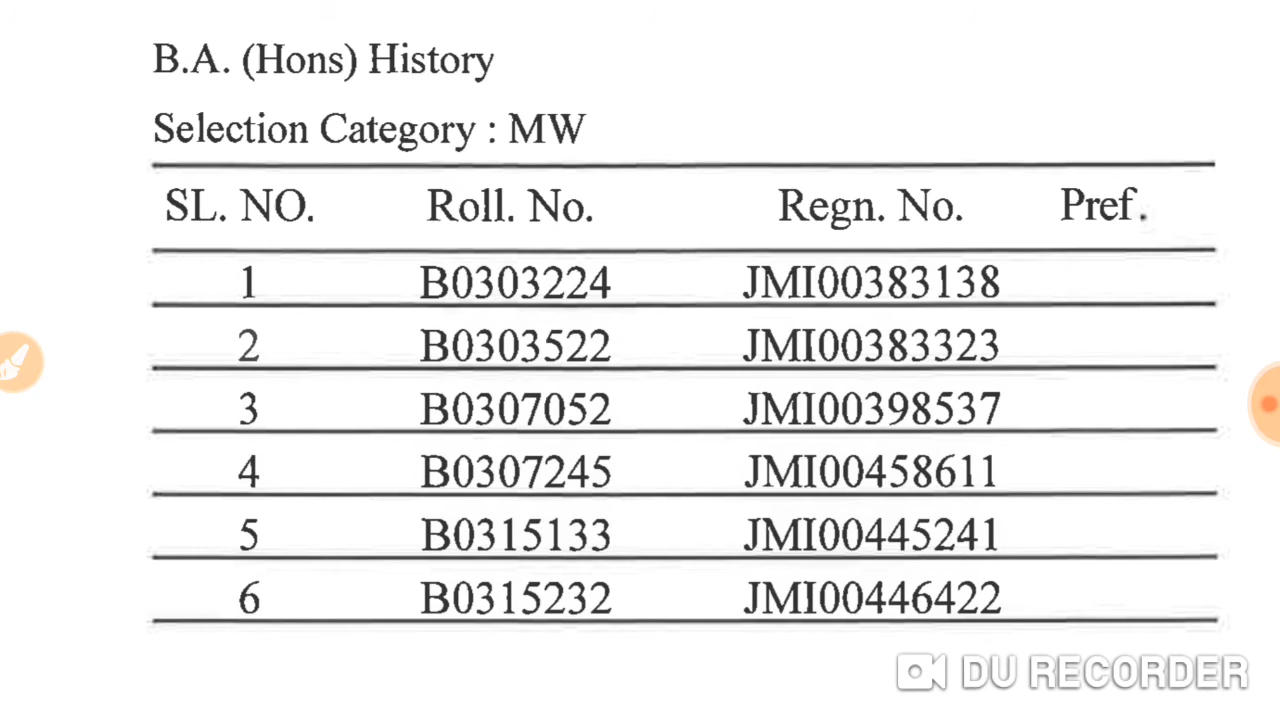 B.A. (Hons) History
Selection Category : MW
SL. NO. Roll. No. Regn. No. Pref.
1 B0303224 JMI00383138
2 B0303522 JMI00383323
3 B0307052 JMI00398537
4 B0307245 JMI00458611
5 B0315133 JMI00445241
6 B0315232 JMI00446422
DU RECORDER